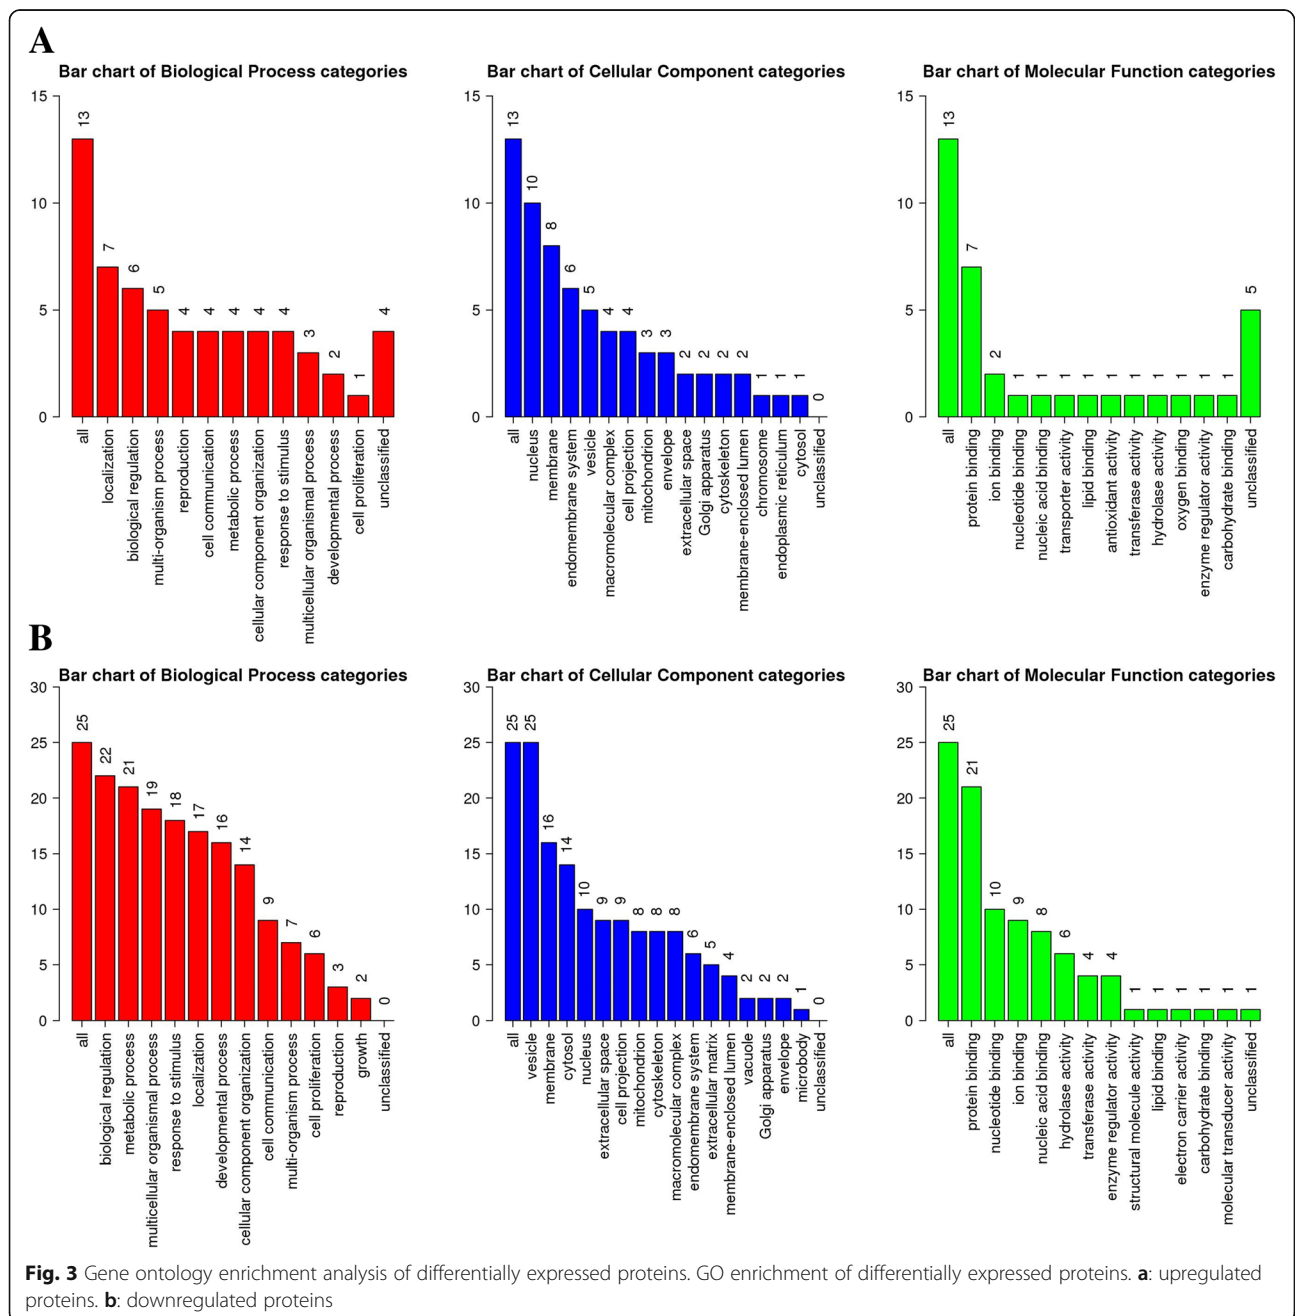 A
Bar chart of Biological Process categories
15
10
5
0
13
7
6
5
4
4
4
4
4
3
2
1
4
all
localization
biological regulation
multi-organism process
reproduction
cell communication
metabolic process
cellular component organization
response to stimulus
multicellular organismal process
developmental process
cell proliferation
unclassified
Bar chart of Cellular Component categories
15
10
5
0
13
10
8
6
5
4
4
3
3
2
2
2
2
1
1
1
0
all
nucleus
membrane
endomembrane system
vesicle
macromolecular complex
cell projection
mitochondrion
envelope
extracellular space
Golgi apparatus
cytoskeleton
membrane-enclosed lumen
chromosome
endoplasmic reticulum
cytosol
unclassified
Bar chart of Molecular Function categories
15
10
5
0
13
7
2
1
1
1
1
1
1
1
1
1
1
5
all
protein binding
ion binding
nucleotide binding
nucleic acid binding
transporter activity
lipid binding
antioxidant activity
transferase activity
hydrolase activity
oxygen binding
enzyme regulator activity
carbohydrate binding
unclassified
B
Bar chart of Biological Process categories
30
25
20
15
10
5
0
25
22
21
19
18
17
16
14
9
7
6
3
2
0
all
biological regulation
metabolic process
multicellular organismal process
response to stimulus
localization
developmental process
cellular component organization
cell communication
multi-organism process
cell proliferation
reproduction
growth
unclassified
Bar chart of Cellular Component categories
30
25
20
15
10
5
0
25
25
16
14
10
9
9
8
8
8
6
5
4
2
2
2
1
0
all
vesicle
membrane
cytosol
nucleus
extracellular space
cell projection
mitochondrion
cytoskeleton
macromolecular complex
endomembrane system
extracellular matrix
membrane-enclosed lumen
vacuole
Golgi apparatus
envelope
microbody
unclassified
Bar chart of Molecular Function categories
30
25
20
15
10
5
0
25
21
10
9
8
6
4
4
1
1
1
1
1
1
all
protein binding
nucleotide binding
ion binding
nucleic acid binding
hydrolase activity
transferase activity
enzyme regulator activity
structural molecule activity
lipid binding
electron carrier activity
carbohydrate binding
molecular transducer activity
unclassified
Fig. 3 Gene ontology enrichment analysis of differentially expressed proteins. GO enrichment of differentially expressed proteins. a: upregulated
proteins. b: downregulated proteins